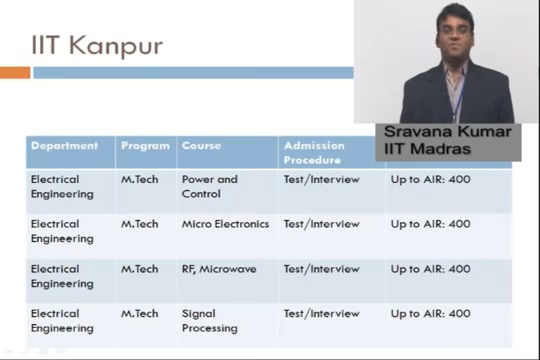 IIT Kanpur
Sravana Kumar
IIT Madras
Department Program Course Admission Procedure
Electrical Engineering M.Tech Power and Control Test/Interview Up to AIR: 400
Electrical Engineering M.Tech Micro Electronics Test/Interview Up to AIR: 400
Electrical Engineering M.Tech RF, Microwave Test/Interview Up to AIR: 400
Electrical Engineering M.Tech Signal Processing Test/Interview Up to AIR: 400